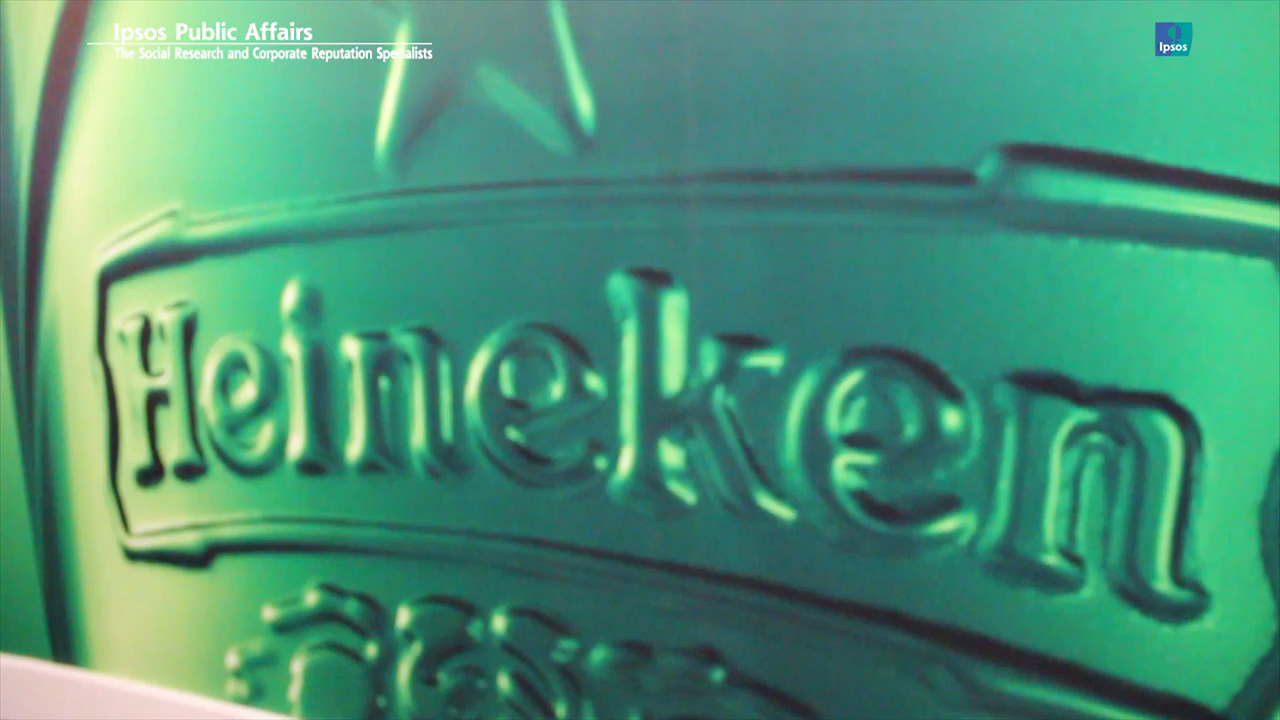 Ipsos Public Affairs
The Social Research and Corporate Reputation Specialists
Ipsos
Heineken